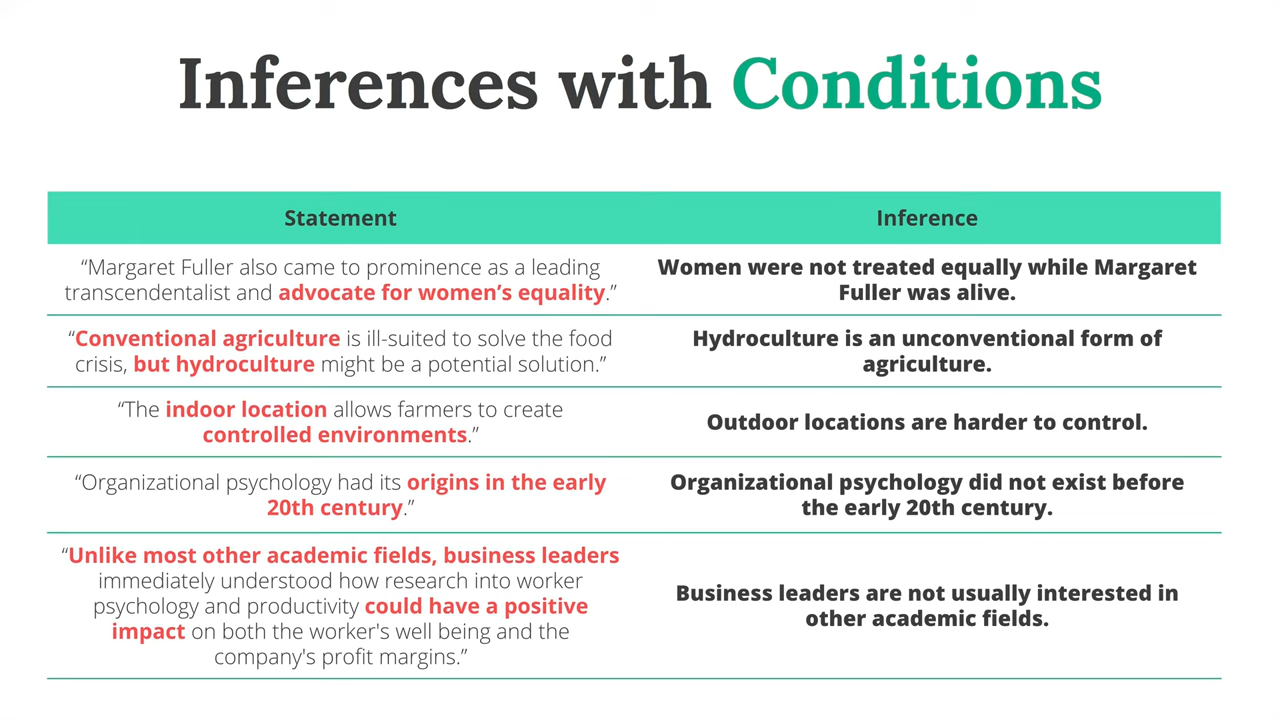 Inferences with Conditions
Statement
Inference
“Margaret Fuller also came to prominence as a leading
transcendentalist and advocate for women’s equality.”
Women were not treated equally while Margaret
Fuller was alive.
“Conventional agriculture is ill-suited to solve the food
crisis, but hydroculture might be a potential solution.”
Hydroculture is an unconventional form of
agriculture.
“The indoor location allows farmers to create
controlled environments.”
Outdoor locations are harder to control.
“Organizational psychology had its origins in the early
20th century.”
Organizational psychology did not exist before
the early 20th century.
“Unlike most other academic fields, business leaders
immediately understood how research into worker
psychology and productivity could have a positive
impact on both the worker's well being and the
company's profit margins.”
Business leaders are not usually interested in
other academic fields.